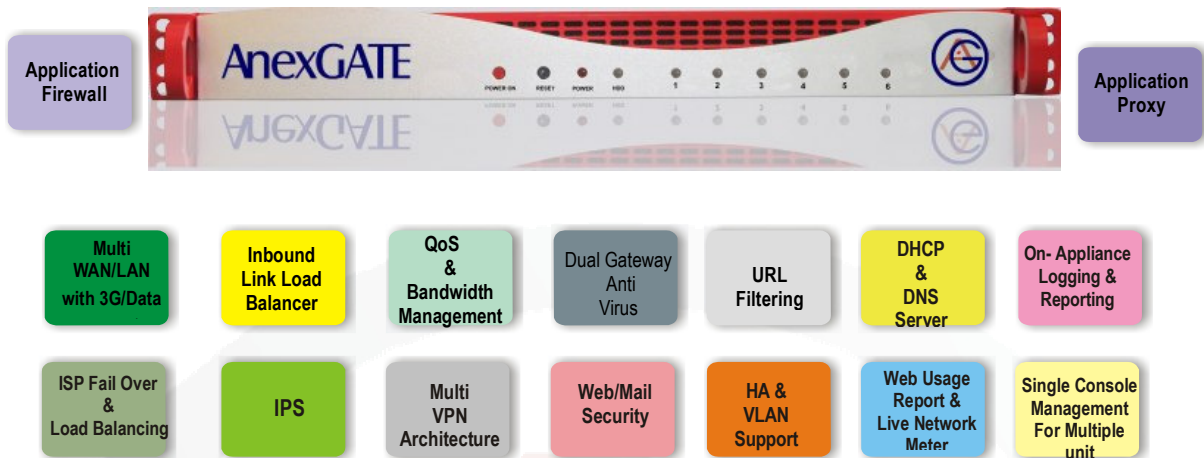 Application
Firewall
AnexGATE
POWER ON RESET POWER HDD 1 2 3 4 5 6
Application
Proxy
Multi
WAN/LAN
with 3G/Data
Inbound
Link Load
Balancer
QoS
&
Bandwidth
Management
Dual Gateway
Anti
Virus
URL
Filtering
DHCP
&
DNS
Server
On- Appliance
Logging &
Reporting
ISP Fail Over
&
Load Balancing
IPS
Multi
VPN
Architecture
Web/Mail
Security
HA &
VLAN
Support
Web Usage
Report &
Live Network
Meter
Single Console
Management
For Multiple
unit